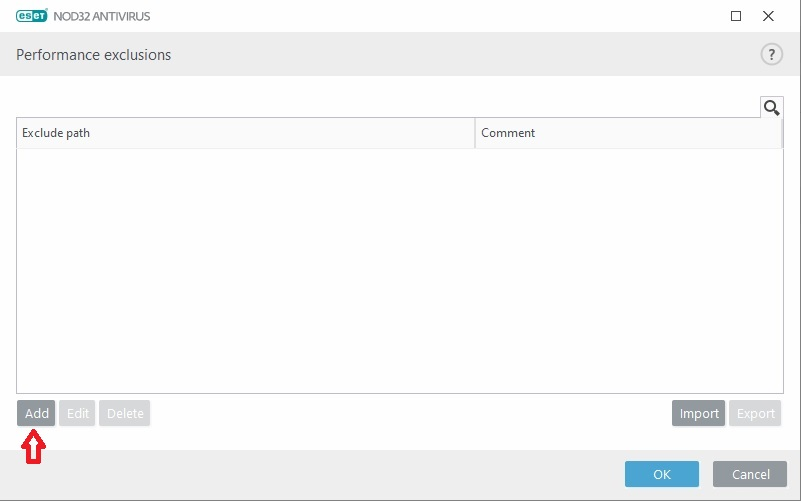 eseT NOD32 ANTIVIRUS
Performance exclusions
?
Exclude path Comment
Add Edit Delete Import Export
OK Cancel